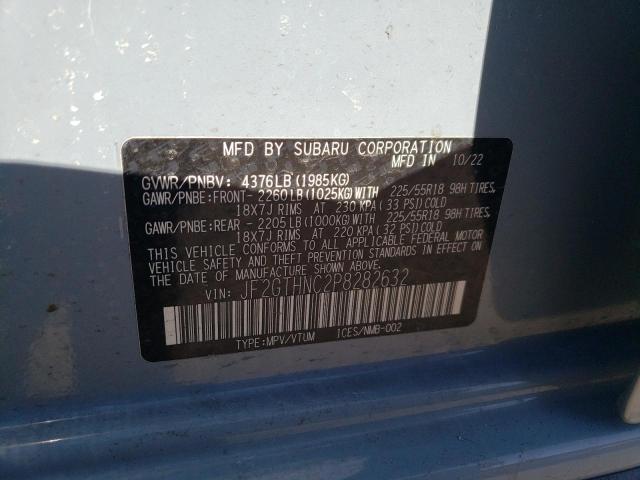 MFD BY SUBARU CORPORATION
MFD IN 10/22
GVWR/PNBV: 4376LB(1985KG)
GAWR/PNBE:FRONT- 2260LB(1025KG)WITH 225/55R18 98H TIRES,
18X7J RIMS AT 230 KPA(33 PSI)COLD
GAWR/PNBE:REAR - 2205LB(1000KG)WITH 225/55R18 98H TIRES,
18X7J RIMS AT 220 KPA(32 PSI)COLD
THIS VEHICLE CONFORMS TO ALL APPLICABLE FEDERAL MOTOR
VEHICLE SAFETY AND THEFT PREVENTION STANDARDS IN EFFECT ON
THE DATE OF MANUFACTURE SHOWN ABOVE.
VIN: JF2GTHNC2P8282632
TYPE:MPV/VTUM ICES/NMB-002